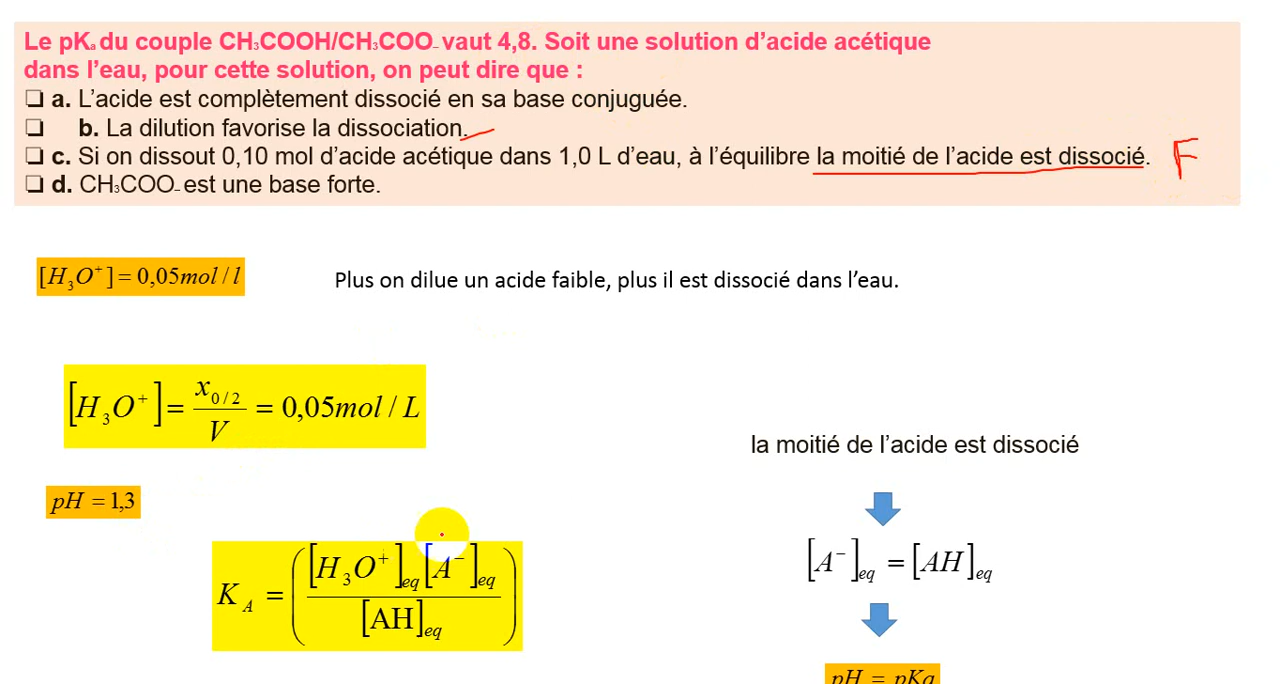 Le pKa du couple CH₃COOH/CH₃COO₋ vaut 4,8. Soit une solution d’acide acétique
dans l’eau, pour cette solution, on peut dire que :
❑ a. L’acide est complètement dissocié en sa base conjuguée.
❑ b. La dilution favorise la dissociation.
❑ c. Si on dissout 0,10 mol d’acide acétique dans 1,0 L d’eau, à l’équilibre la moitié de l’acide est dissocié. F
❑ d. CH₃COO₋ est une base forte.
[H₃O⁺] = 0,05mol / l
Plus on dilue un acide faible, plus il est dissocié dans l’eau.
[H₃O⁺] = x₀/₂ / V = 0,05mol / L
la moitié de l’acide est dissocié
pH = 1,3
K_A = ([H₃O⁺]eq [A⁻]eq / [AH]eq)
[A⁻]eq = [AH]eq
pH = pKa